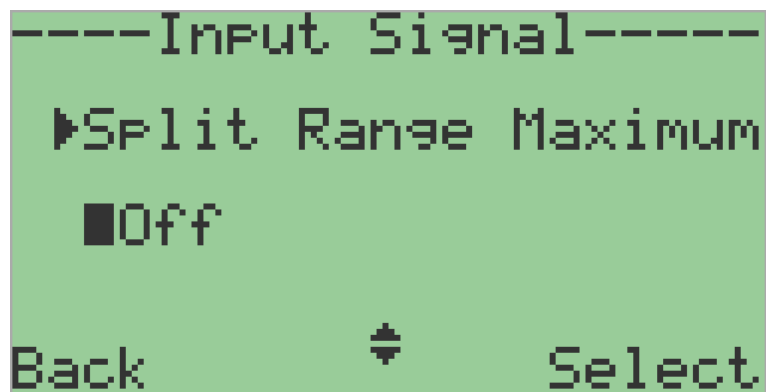 ----Input Signal-----
▶Split Range Maximum
■Off
Back
Select